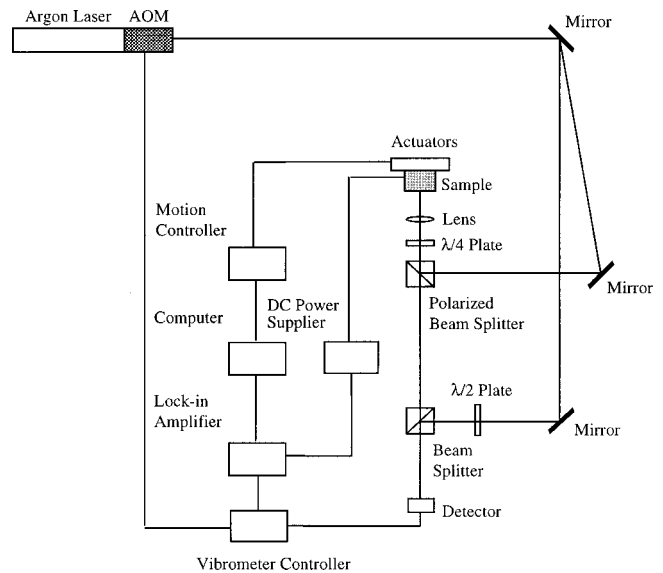 Argon Laser
AOM
Mirror
Actuators
Sample
Lens
λ/4 Plate
Motion
Controller
Mirror
Polarized
Beam Splitter
DC Power
Supplier
Computer
λ/2 Plate
Lock-in
Amplifier
Mirror
Beam
Splitter
Detector
Vibrometer Controller